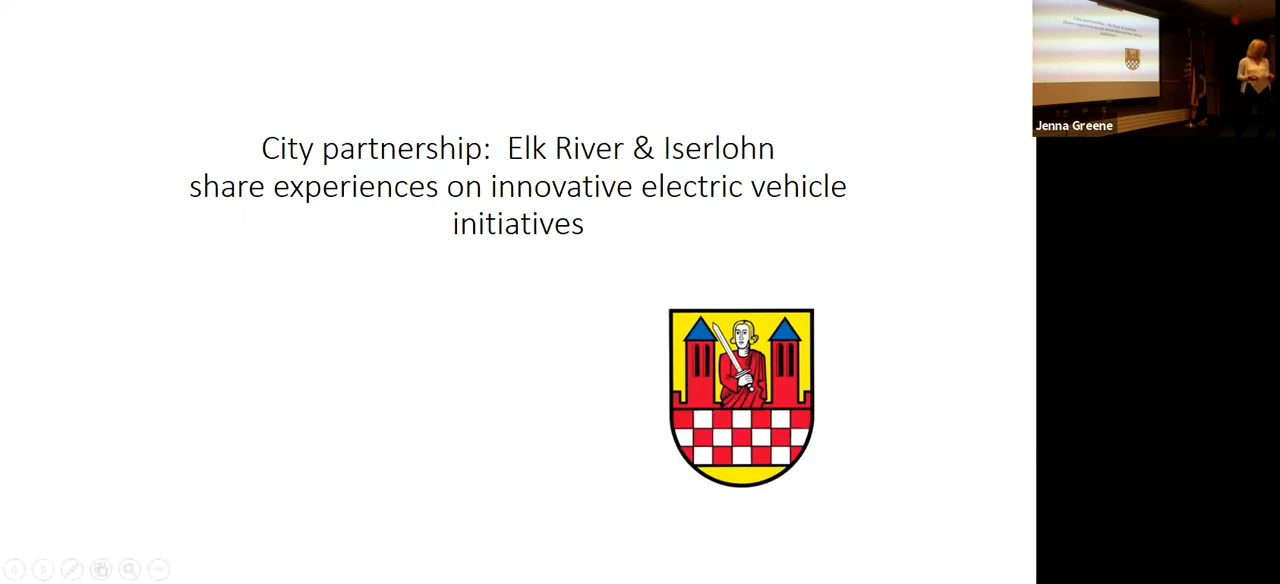 City partnership:  Elk River & Iserlohn
share experiences on innovative electric vehicle
initiatives
Jenna Greene